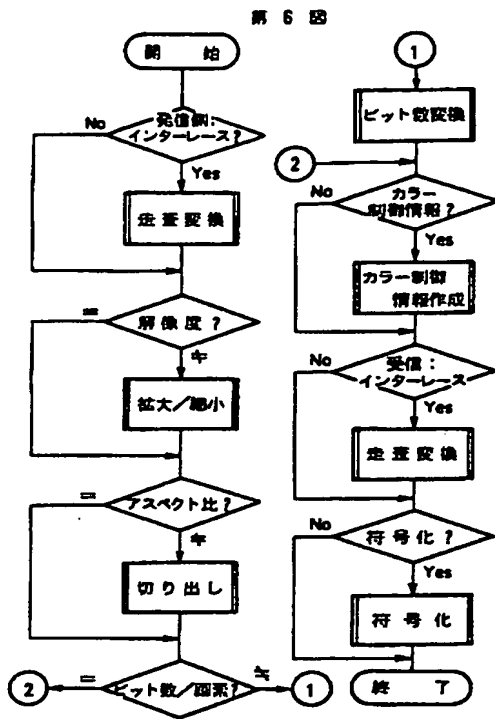 第 6 図
開 始
発信側:
インターレース?
No
Yes
走査変換
解像度?
=
≠
拡大/縮小
アスペクト比?
=
≠
切り出し
ビット数/画素?
=
≠
2
1
1
ビット数変換
2
カラー
制御情報?
No
Yes
カラー制御
情報作成
受信:
インターレース
No
Yes
走査変換
符号化?
No
Yes
符号化
終 了